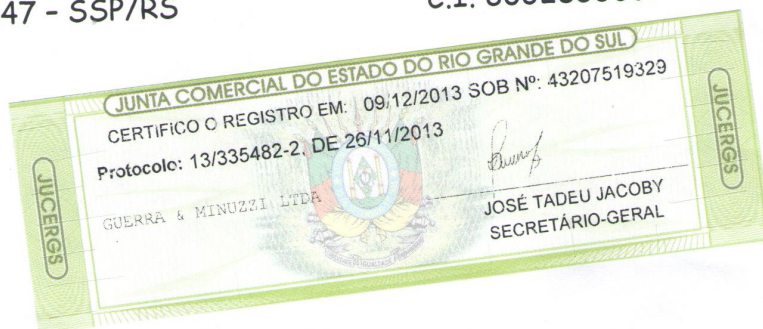 47 - SSP/RS
JUNTA COMERCIAL DO ESTADO DO RIO GRANDE DO SUL
CERTIFICO O REGISTRO EM: 09/12/2013 SOB Nº: 43207519329
Protocolo: 13/335482-2, DE 26/11/2013
GUERRA & MINUZZI LTDA
JOSÉ TADEU JACOBY
SECRETÁRIO-GERAL
JUCERGS
JUCERGS